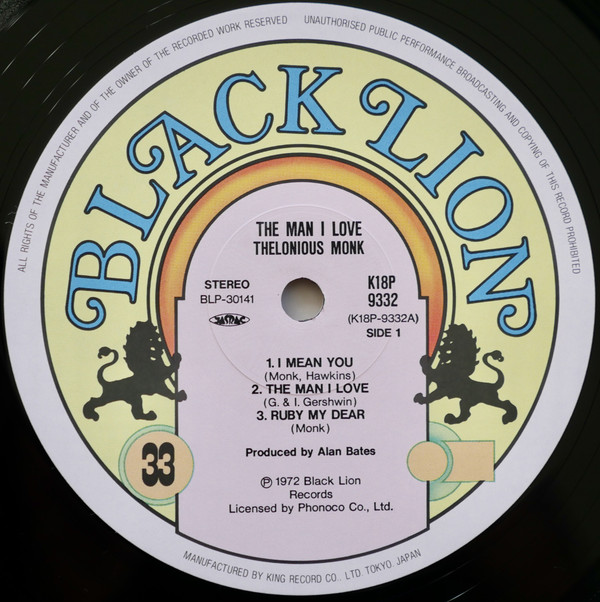 ALL RIGHTS OF THE MANUFACTURER AND OF THE OWNER OF THE RECORDED WORK RESERVED UNAUTHORISED PUBLIC PERFORMANCE BROADCASTING AND COPYING OF THIS RECORD PROHIBITED
BLACK LION
THE MAN I LOVE
THELONIOUS MONK
STEREO
BLP-30141
JASRAC
K18P
9332
(K18P-9332A)
SIDE 1
1. I MEAN YOU
(Monk, Hawkins)
2. THE MAN I LOVE
(G. & I. Gershwin)
3. RUBY MY DEAR
(Monk)
33
Produced by Alan Bates
Ⓟ 1972 Black Lion
Records
Licensed by Phonoco Co., Ltd.
MANUFACTURED BY KING RECORD CO., LTD. TOKYO. JAPAN